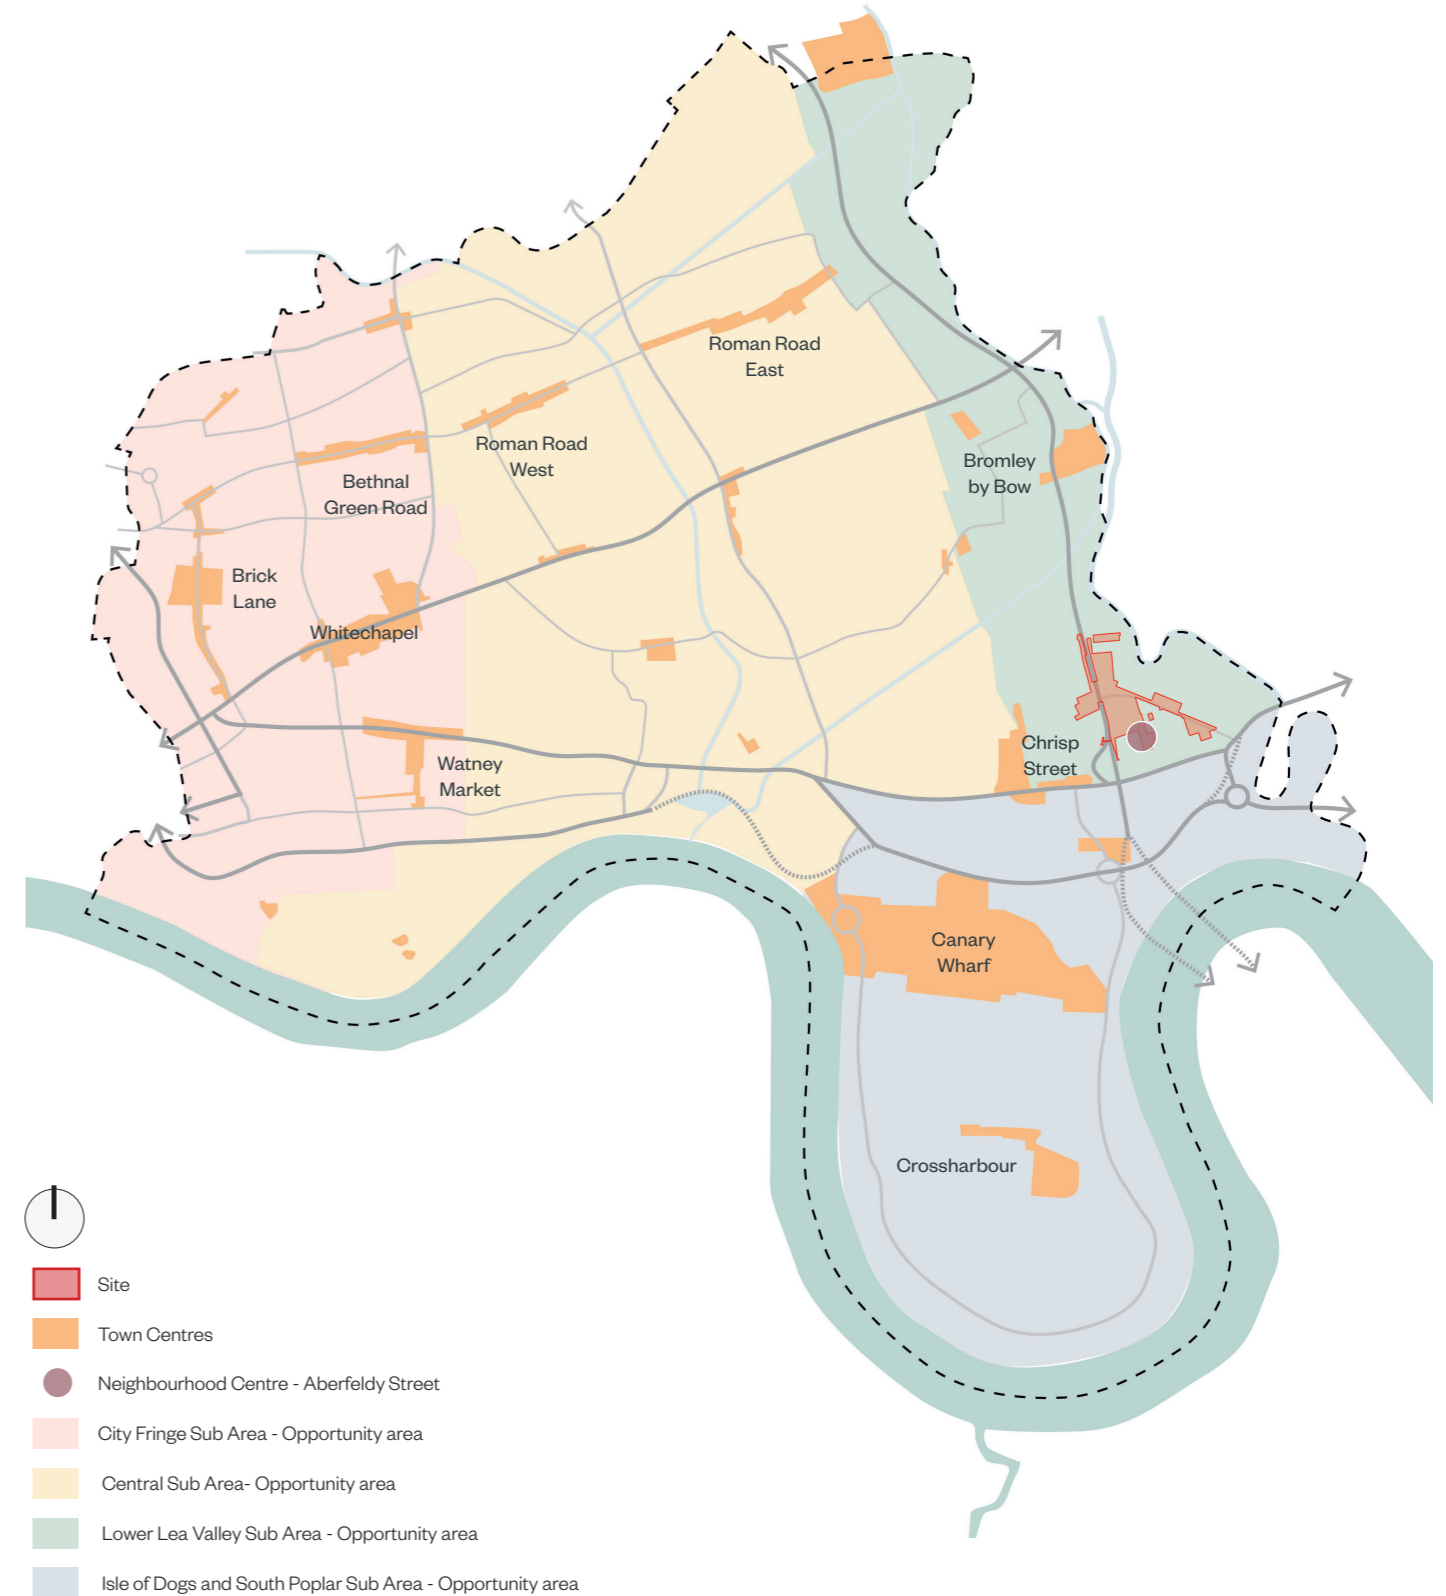 Roman Road
East
Roman Road
West
Bethnal
Green Road
Bromley
by Bow
Brick
Lane
Whitechapel
Chrisp
Street
Watney
Market
Canary
Wharf
Crossharbour
Site
Town Centres
Neighbourhood Centre - Aberfeldy Street
City Fringe Sub Area - Opportunity area
Central Sub Area- Opportunity area
Lower Lea Valley Sub Area - Opportunity area
Isle of Dogs and South Poplar Sub Area - Opportunity area